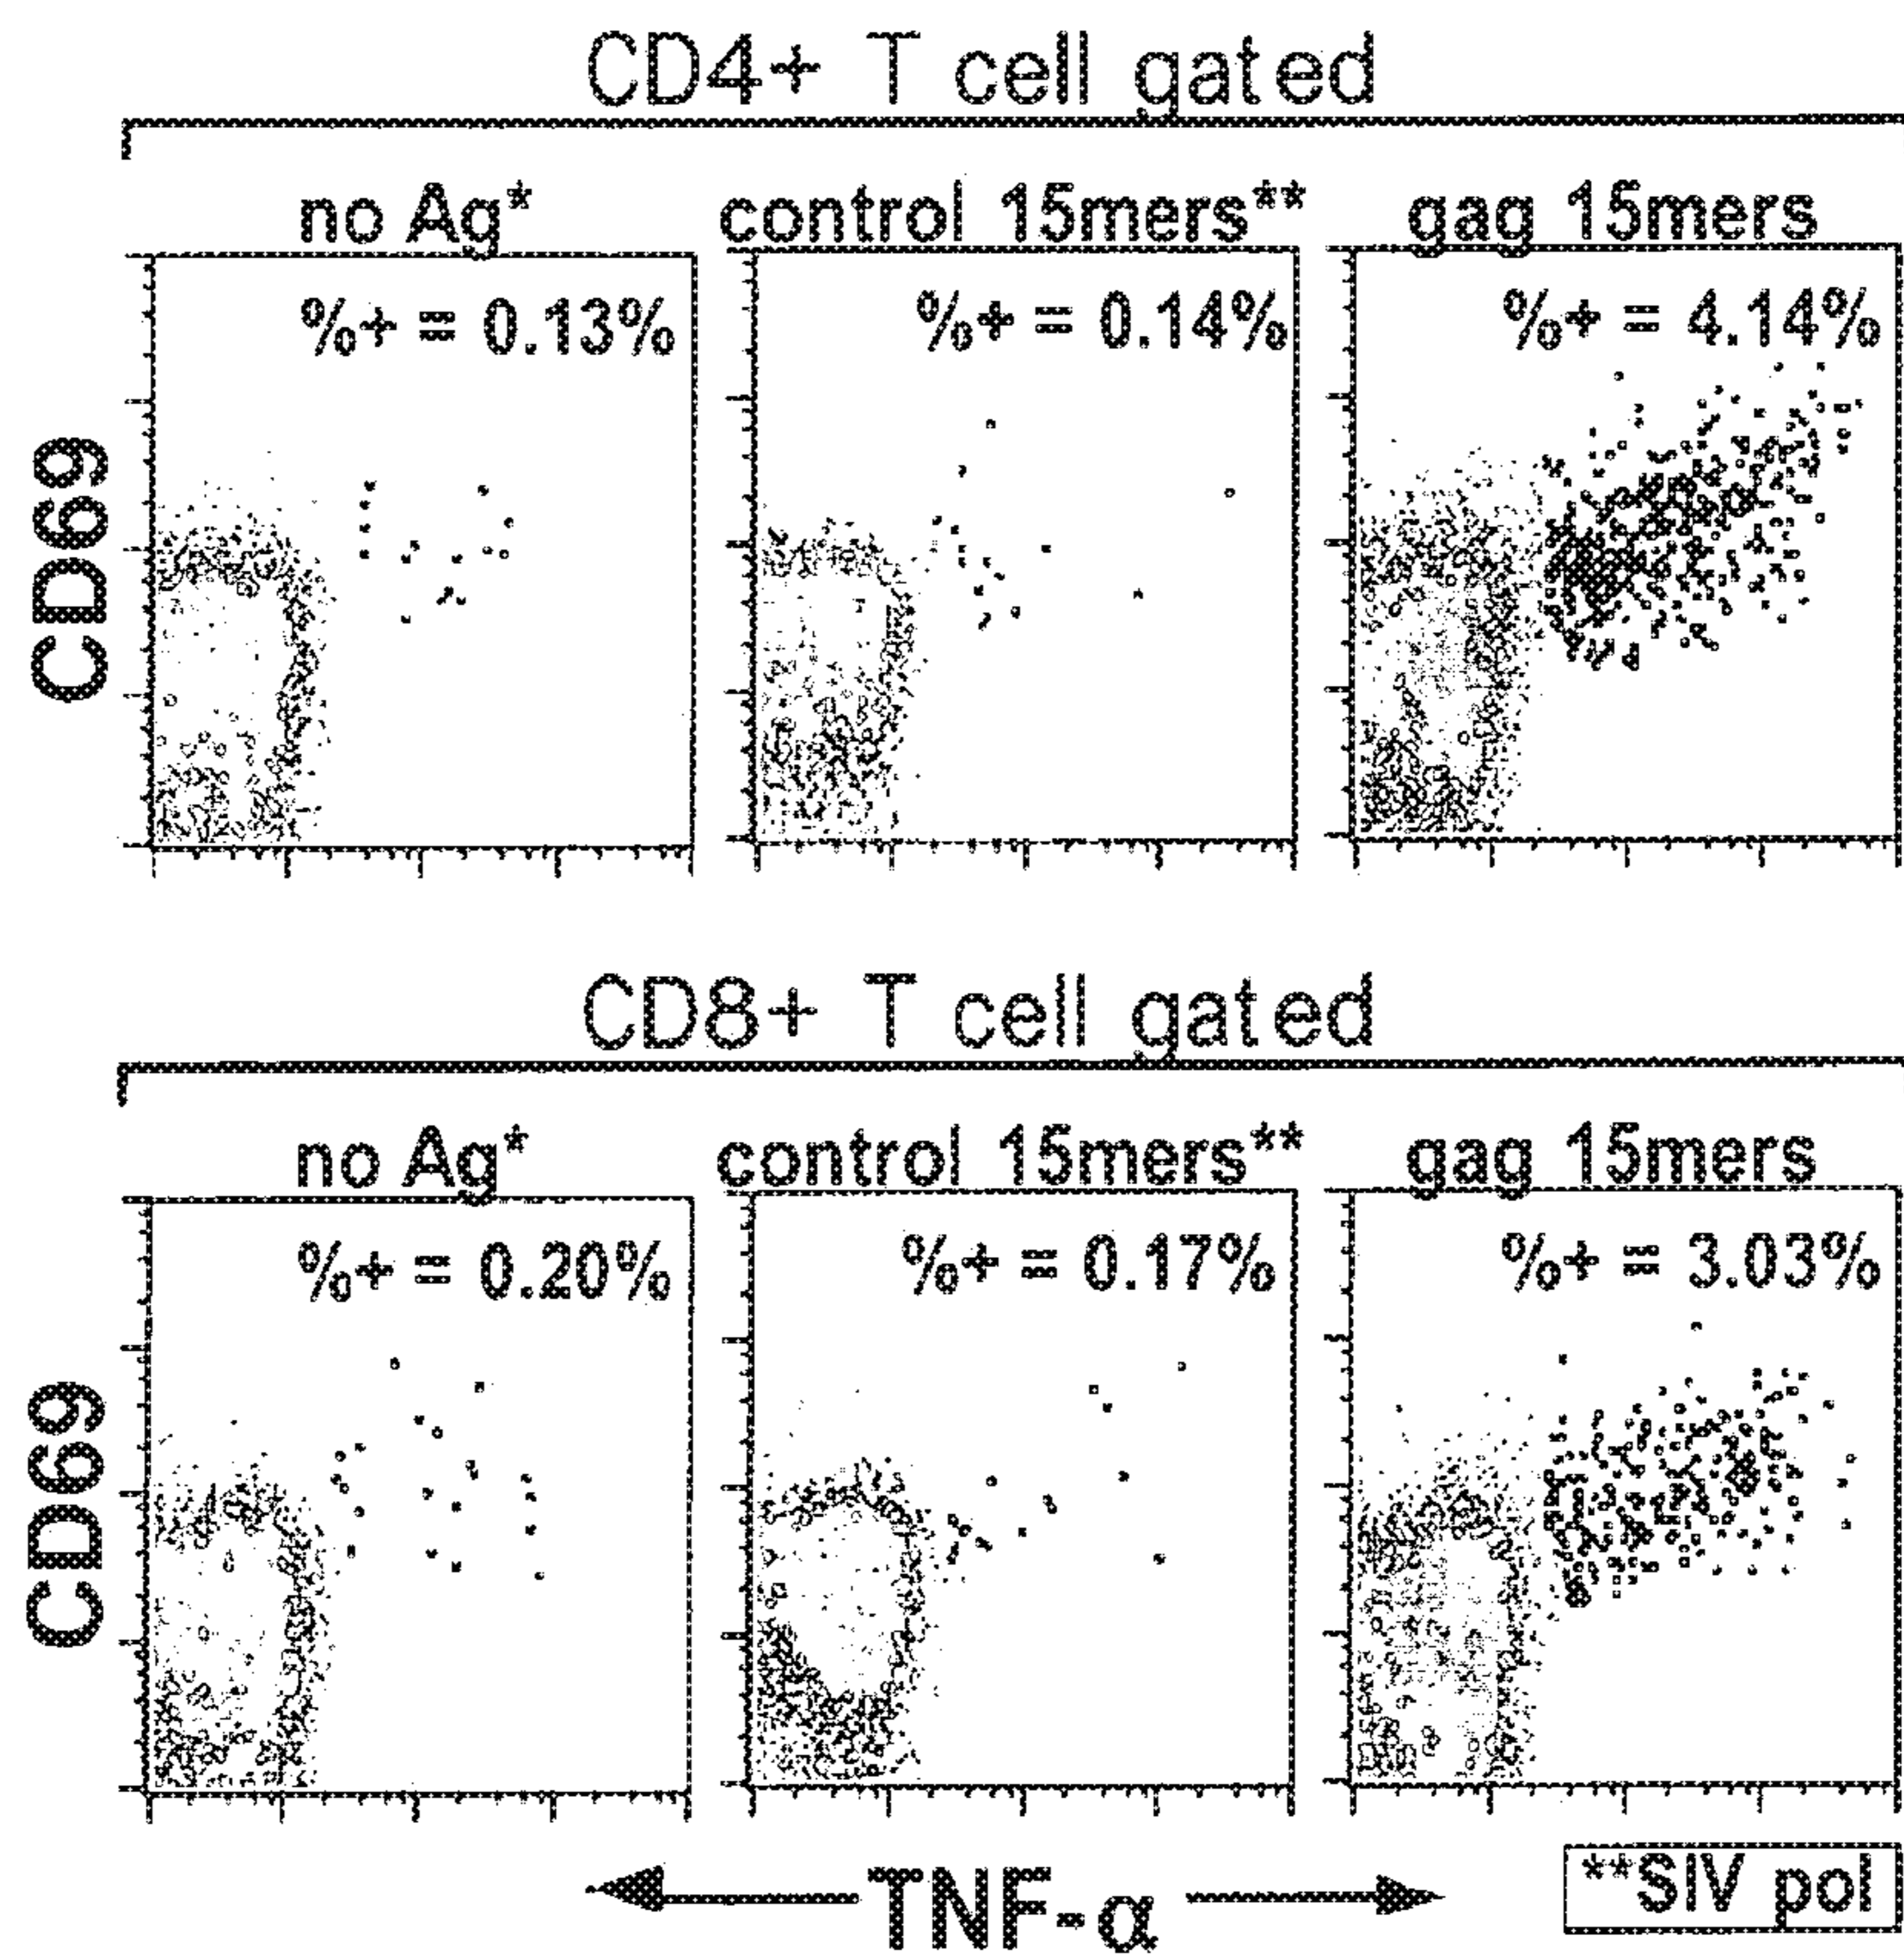 CD4+ T cell gated
no Ag* control 15mers** gag 15mers
%+ = 0.13% %+ = 0.14% %+ = 4.14%
CD69
CD8+ T cell gated
no Ag* control 15mers** gag 15mers
%+ = 0.20% %+ = 0.17% %+ = 3.03%
CD69
TNF-α
**SIV pol